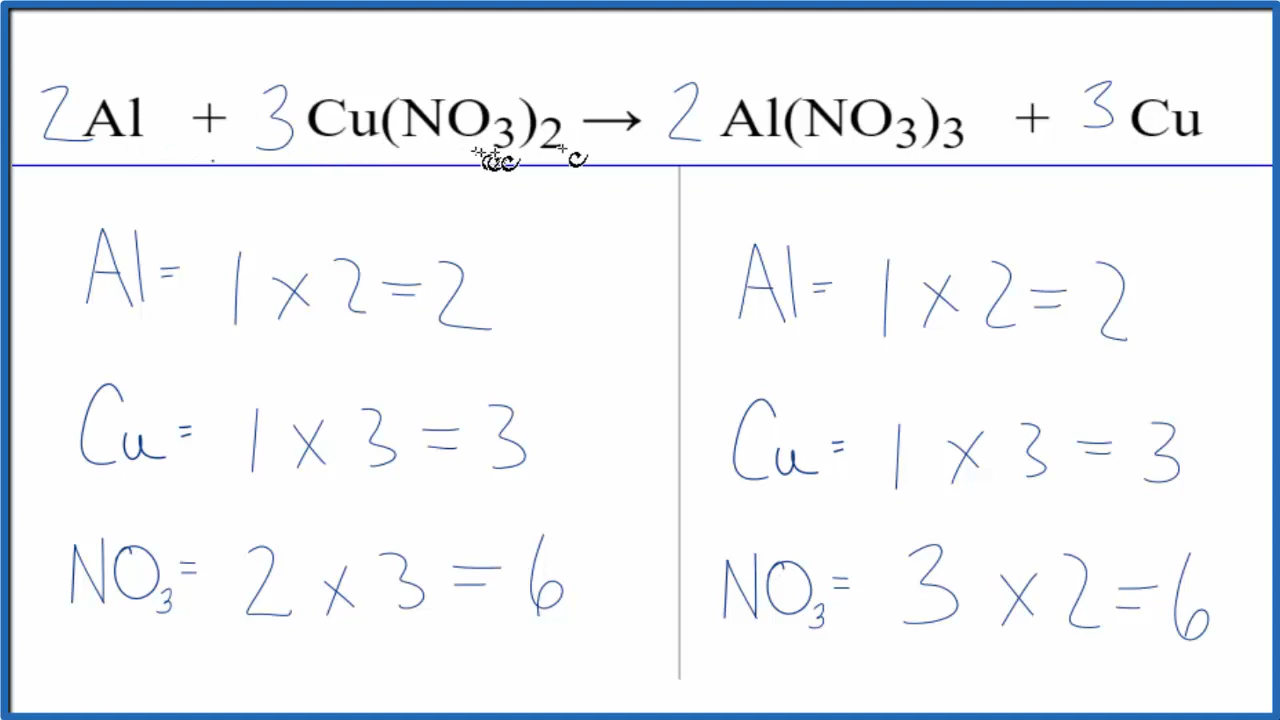 2Al + 3Cu(NO₃)₂ → 2Al(NO₃)₃ + 3Cu
Al= 1 x 2 = 2
Cu= 1 x 3 = 3
NO₃= 2 x 3 = 6
Al= 1 x 2 = 2
Cu= 1 x 3 = 3
NO₃= 3 x 2 = 6